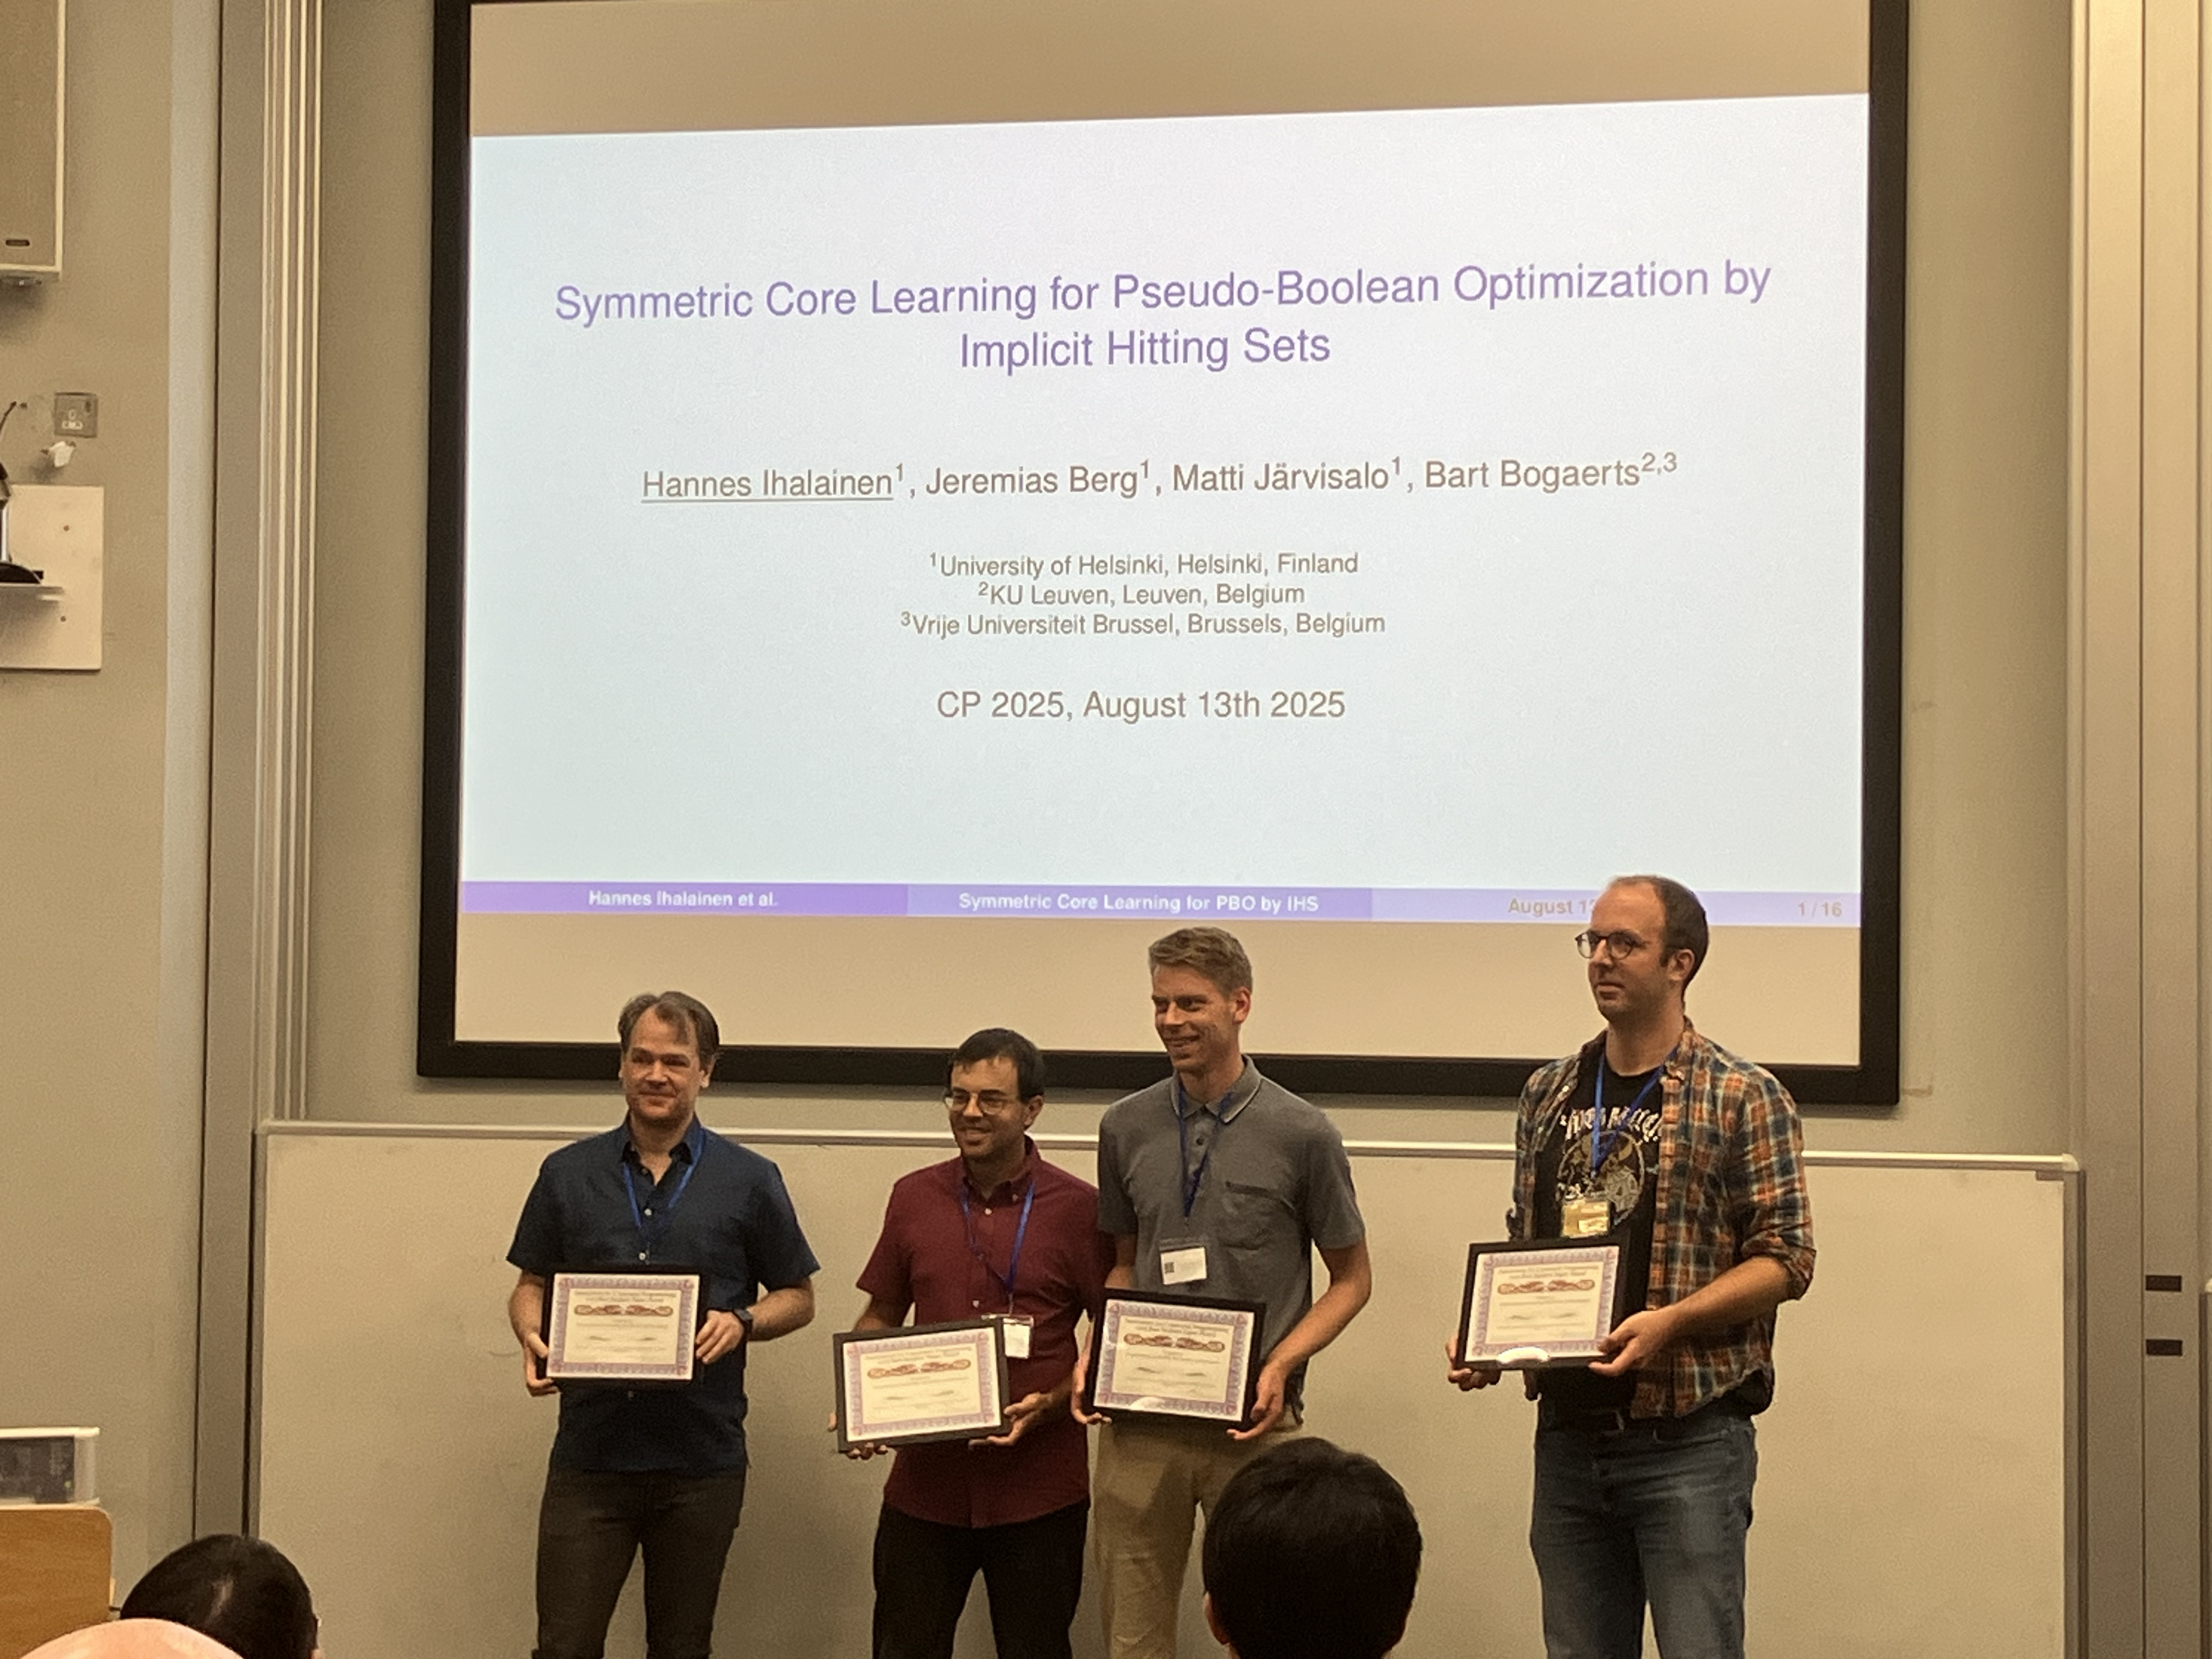 Symmetric Core Learning for Pseudo-Boolean Optimization by
Implicit Hitting Sets
Hannes Ihalainen¹, Jeremias Berg¹, Matti Järvisalo¹, Bart Bogaerts²,³
¹University of Helsinki, Helsinki, Finland
²KU Leuven, Leuven, Belgium
³Vrije Universiteit Brussel, Brussels, Belgium
CP 2025, August 13th 2025
Hannes Ihalainen et al.
Symmetric Core Learning for PBO by IHS
August
1 / 16